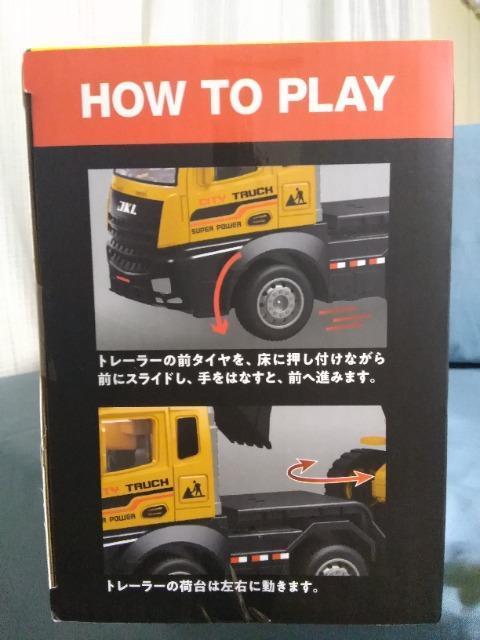 HOW TO PLAY
JKL
CITY TRUCK
SUPER POWER
トレーラーの前タイヤを、床に押し付けながら
前にスライドし、手をはなすと、前へ進みます。
TY TRUCK
R POWER
トレーラーの荷台は左右に動きます。